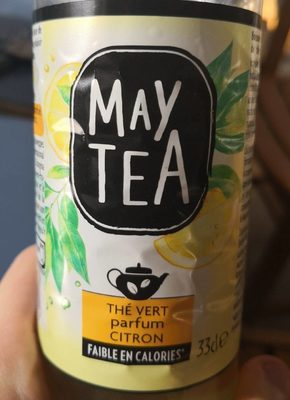 MAY
TEA
THÉ VERT
parfum
CITRON
FAIBLE EN CALORIES*
33cl e